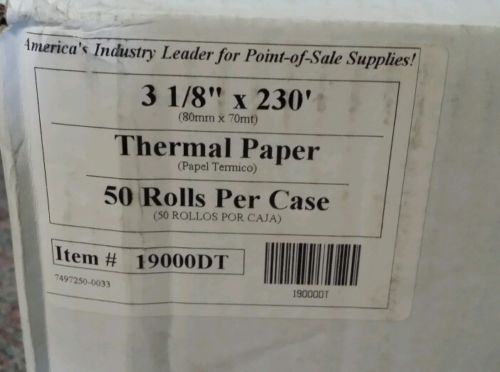 America's Industry Leader for Point-of-Sale Supplies!
3 1/8" x 230'
(80mm x 70mt)
Thermal Paper
(Papel Termico)
50 Rolls Per Case
(50 ROLLOS POR CAJA)
Item # 19000DT
7497250-0033
19000DT